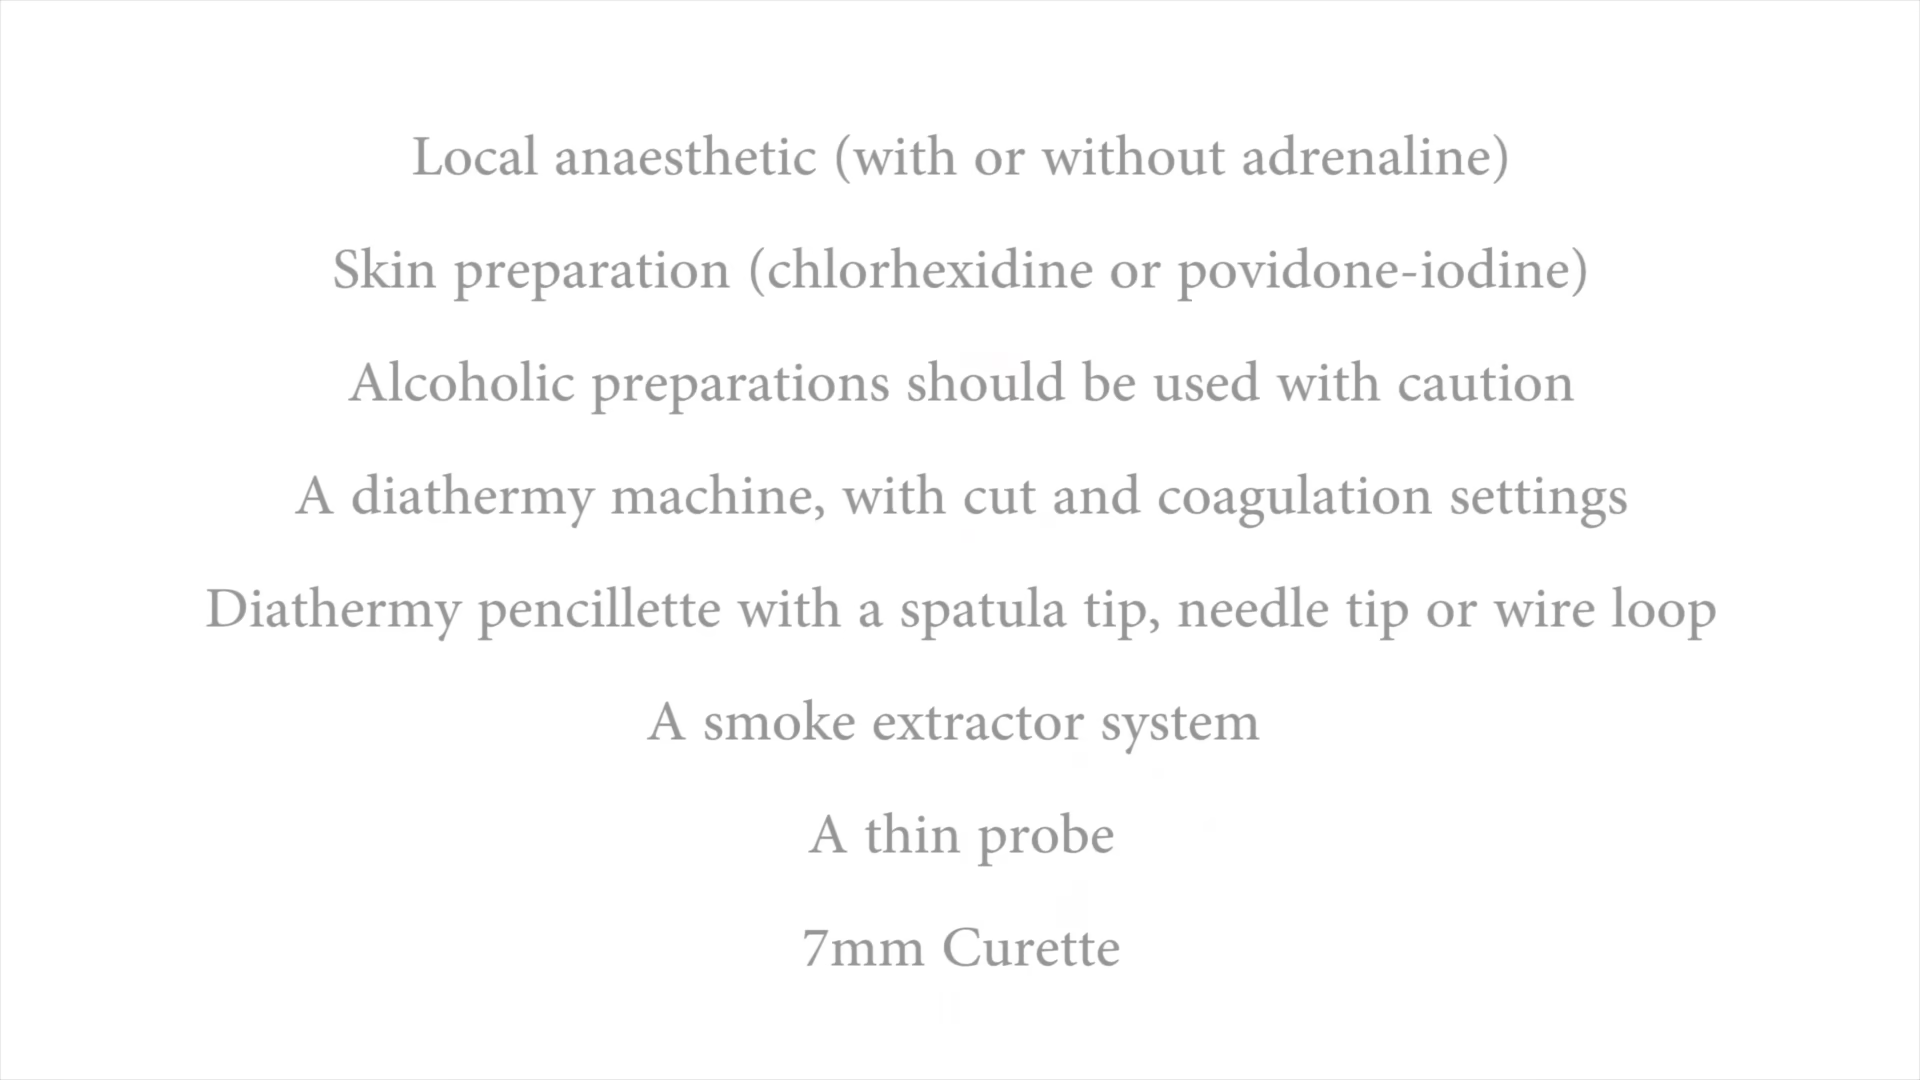 Local anaesthetic (with or without adrenaline)
Skin preparation (chlorhexidine or povidone-iodine)
Alcoholic preparations should be used with caution
A diathermy machine, with cut and coagulation settings
Diathermy pencillette with a spatula tip, needle tip or wire loop
A smoke extractor system
A thin probe
7mm Curette